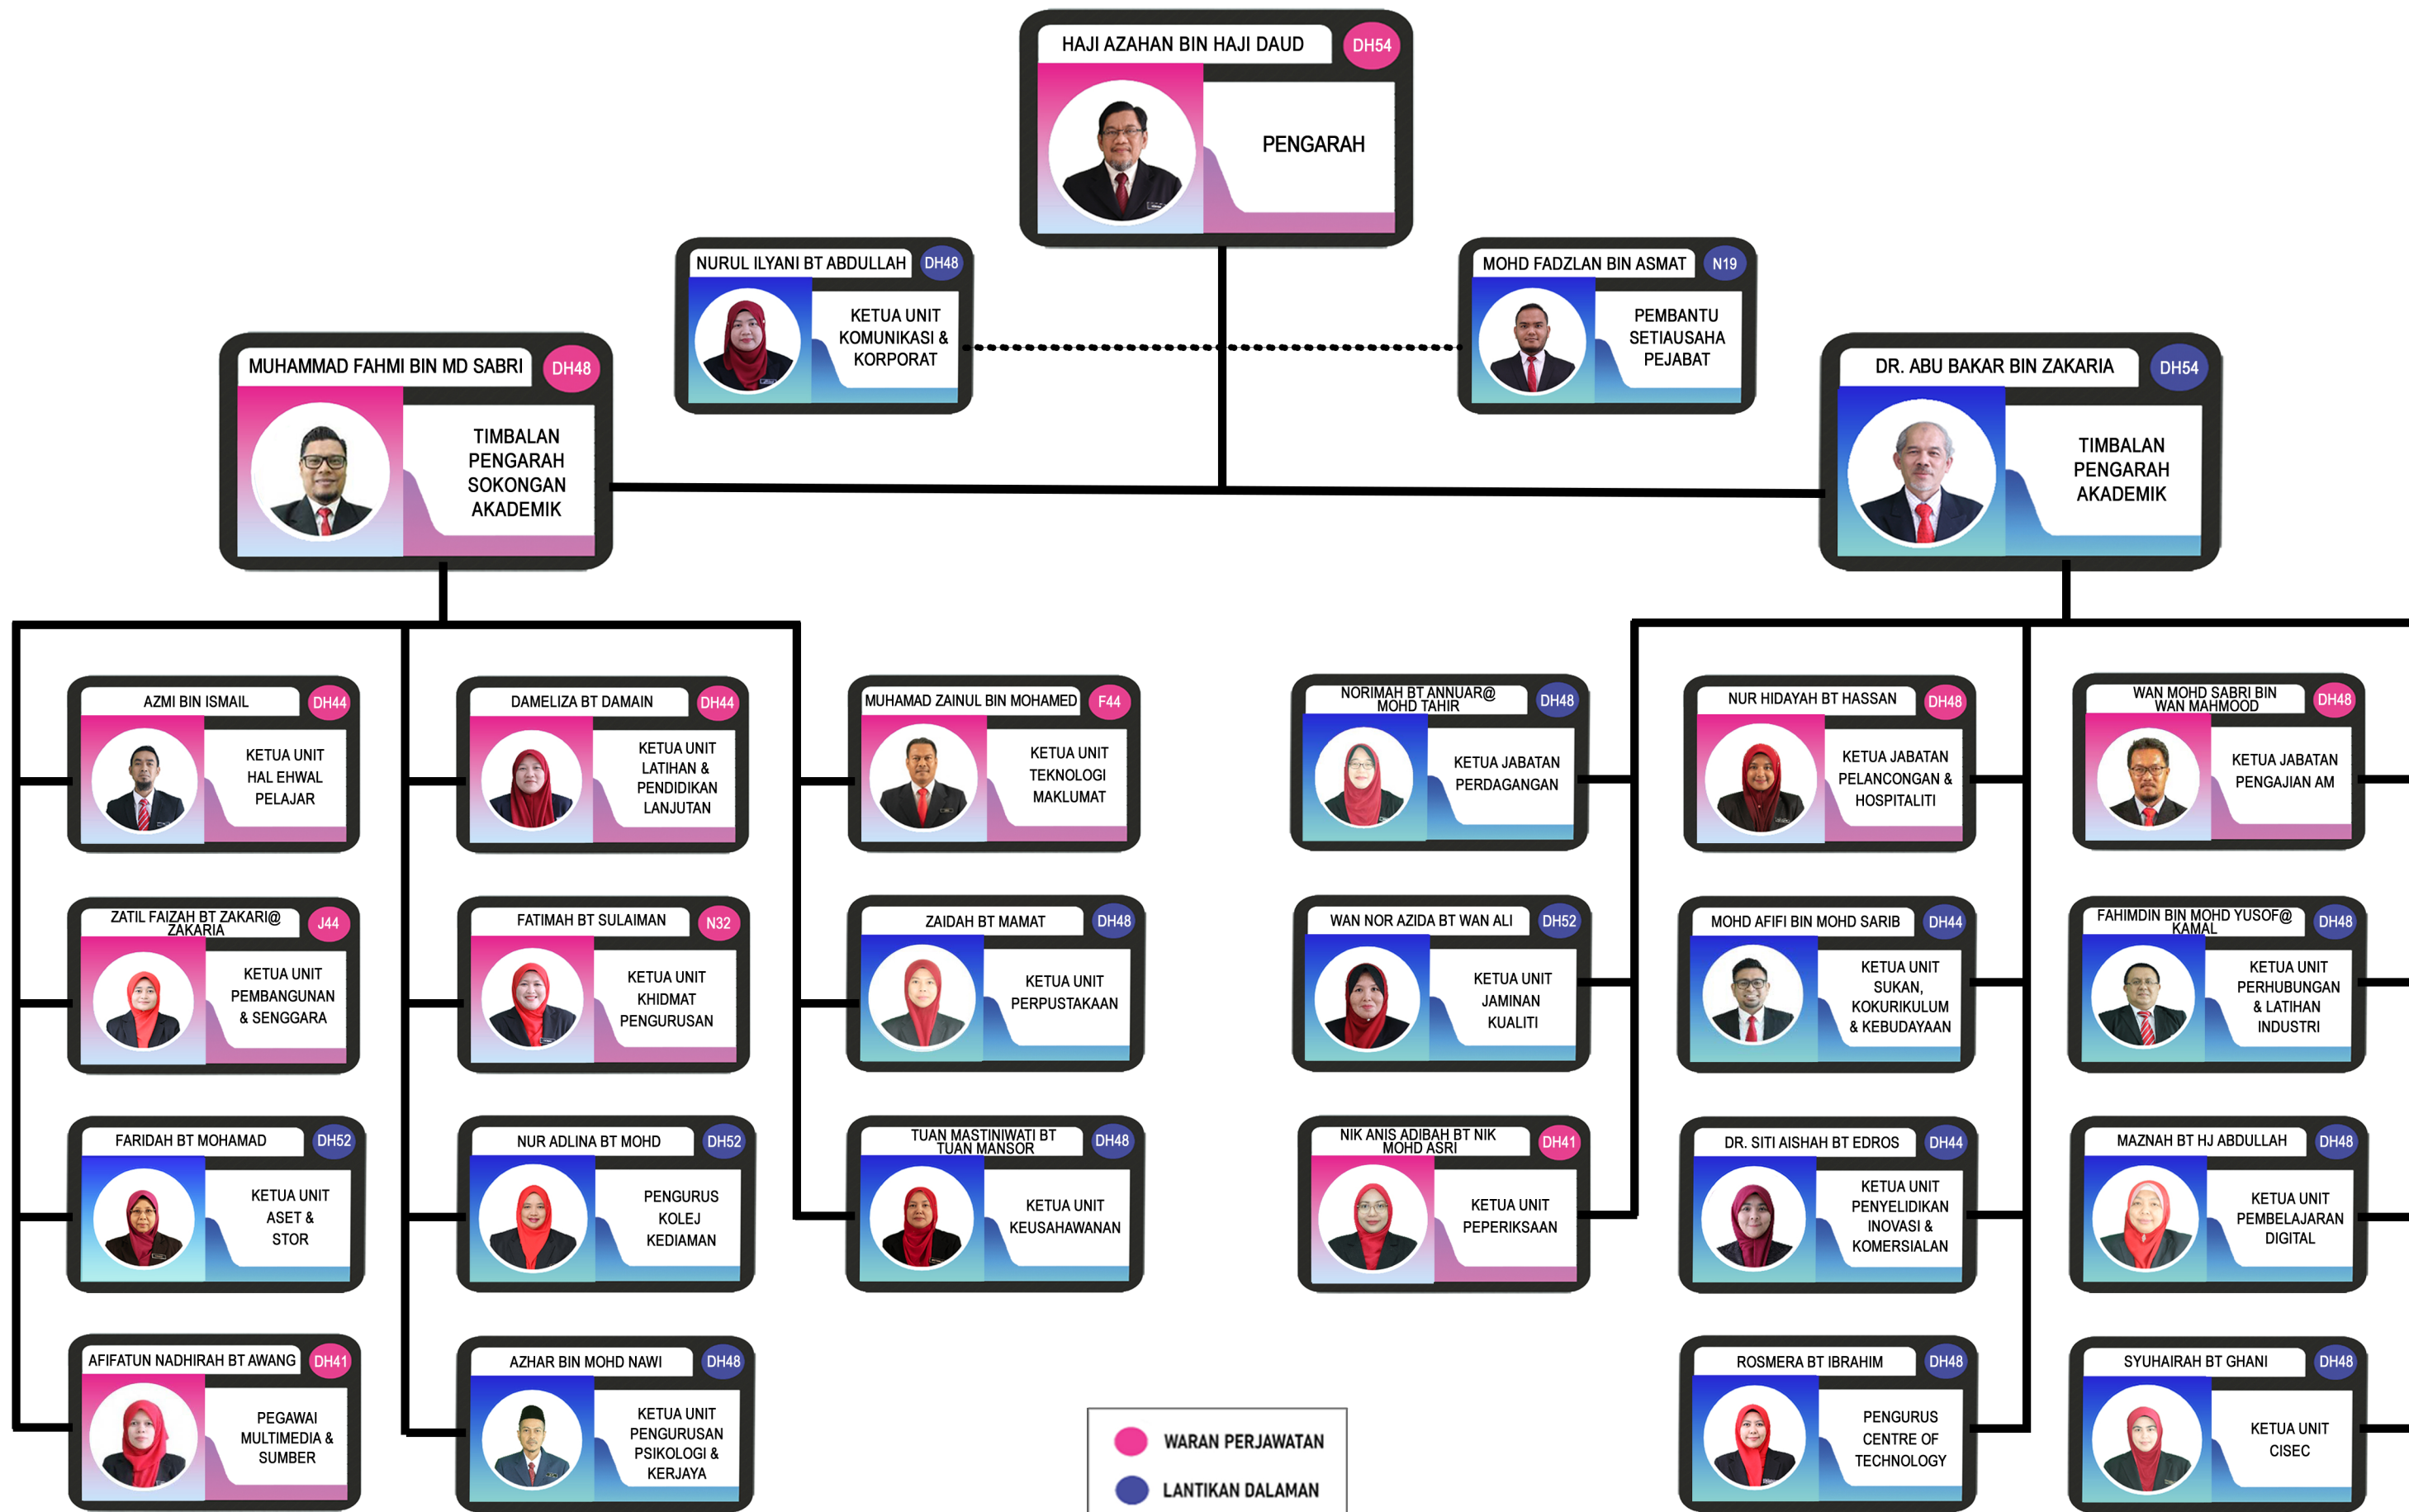 HAJI AZAHAN BIN HAJI DAUD
DH54
PENGARAH
NURUL ILYANI BT ABDULLAH
DH48
KETUA UNIT
KOMUNIKASI &
KORPORAT
MOHD FADZLAN BIN ASMAT
N19
PEMBANTU
SETIAUSAHA
PEJABAT
MUHAMMAD FAHMI BIN MD SABRI
DH48
TIMBALAN
PENGARAH
SOKONGAN
AKADEMIK
DR. ABU BAKAR BIN ZAKARIA
DH54
TIMBALAN
PENGARAH
AKADEMIK
AZMI BIN ISMAIL
DH44
KETUA UNIT
HAL EHWAL
PELAJAR
DAMELIZA BT DAMAIN
DH44
KETUA UNIT
LATIHAN &
PENDIDIKAN
LANJUTAN
MUHAMAD ZAINUL BIN MOHAMED
F44
KETUA UNIT
TEKNOLOGI
MAKLUMAT
NORIMAH BT ANNUAR@
MOHD TAHIR
DH48
KETUA JABATAN
PERDAGANGAN
NUR HIDAYAH BT HASSAN
DH48
KETUA JABATAN
PELANCONGAN &
HOSPITALITI
WAN MOHD SABRI BIN
WAN MAHMOOD
DH48
KETUA JABATAN
PENGAJIAN AM
ZATIL FAIZAH BT ZAKARI@
ZAKARIA
J44
KETUA UNIT
PEMBANGUNAN
& SENGGARA
FATIMAH BT SULAIMAN
N32
KETUA UNIT
KHIDMAT
PENGURUSAN
ZAIDAH BT MAMAT
DH48
KETUA UNIT
PERPUSTAKAAN
WAN NOR AZIDA BT WAN ALI
DH52
KETUA UNIT
JAMINAN
KUALITI
MOHD AFIFI BIN MOHD SARIB
DH44
KETUA UNIT
SUKAN,
KOKURIKULUM
& KEBUDAYAAN
FAHIMDIN BIN MOHD YUSOF@
KAMAL
DH48
KETUA UNIT
PERHUBUNGAN
& LATIHAN
INDUSTRI
FARIDAH BT MOHAMAD
DH52
KETUA UNIT
ASET &
STOR
NUR ADLINA BT MOHD
DH52
PENGURUS
KOLEJ
KEDIAMAN
TUAN MASTINIWATI BT
TUAN MANSOR
DH48
KETUA UNIT
KEUSAHAWANAN
NIK ANIS ADIBAH BT NIK
MOHD ASRI
DH41
KETUA UNIT
PEPERIKSAAN
DR. SITI AISHAH BT EDROS
DH44
KETUA UNIT
PENYELIDIKAN
INOVASI &
KOMERSIALAN
MAZNAH BT HJ ABDULLAH
DH48
KETUA UNIT
PEMBELAJARAN
DIGITAL
AFIFATUN NADHIRAH BT AWANG
DH41
PEGAWAI
MULTIMEDIA &
SUMBER
AZHAR BIN MOHD NAWI
DH48
KETUA UNIT
PENGURUSAN
PSIKOLOGI &
KERJAYA
ROSMERA BT IBRAHIM
DH48
PENGURUS
CENTRE OF
TECHNOLOGY
SYUHAIRAH BT GHANI
DH48
KETUA UNIT
CISEC
WARAN PERJAWATAN
LANTIKAN DALAMAN